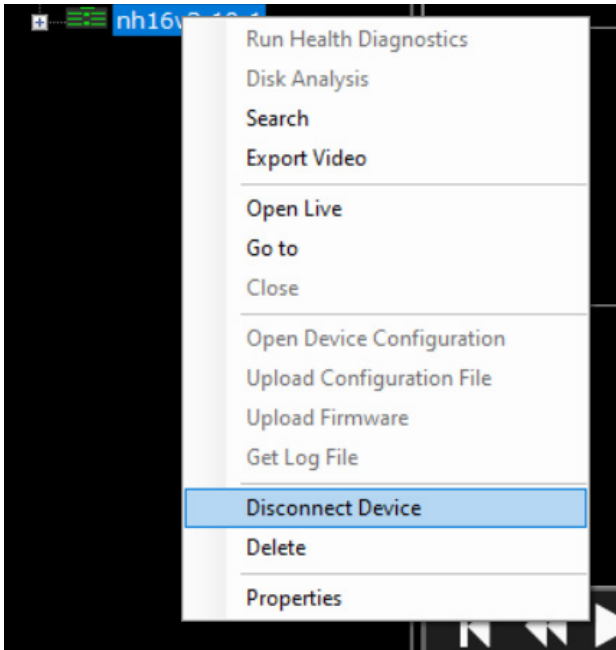 Run Health Diagnostics
Disk Analysis
Search
Export Video
Open Live
Go to
Close
Open Device Configuration
Upload Configuration File
Upload Firmware
Get Log File
Disconnect Device
Delete
Properties